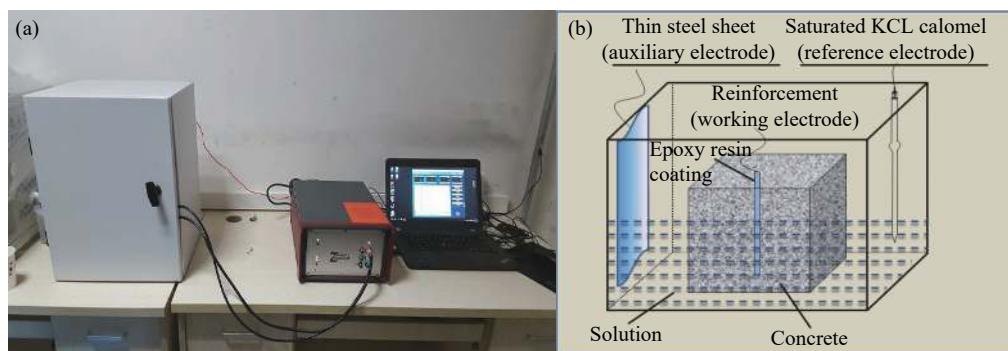 (a)
(b)
Thin steel sheet
(auxiliary electrode)
Saturated KCL calomel
(reference electrode)
Reinforcement
(working electrode)
Epoxy resin
coating
Solution
Concrete